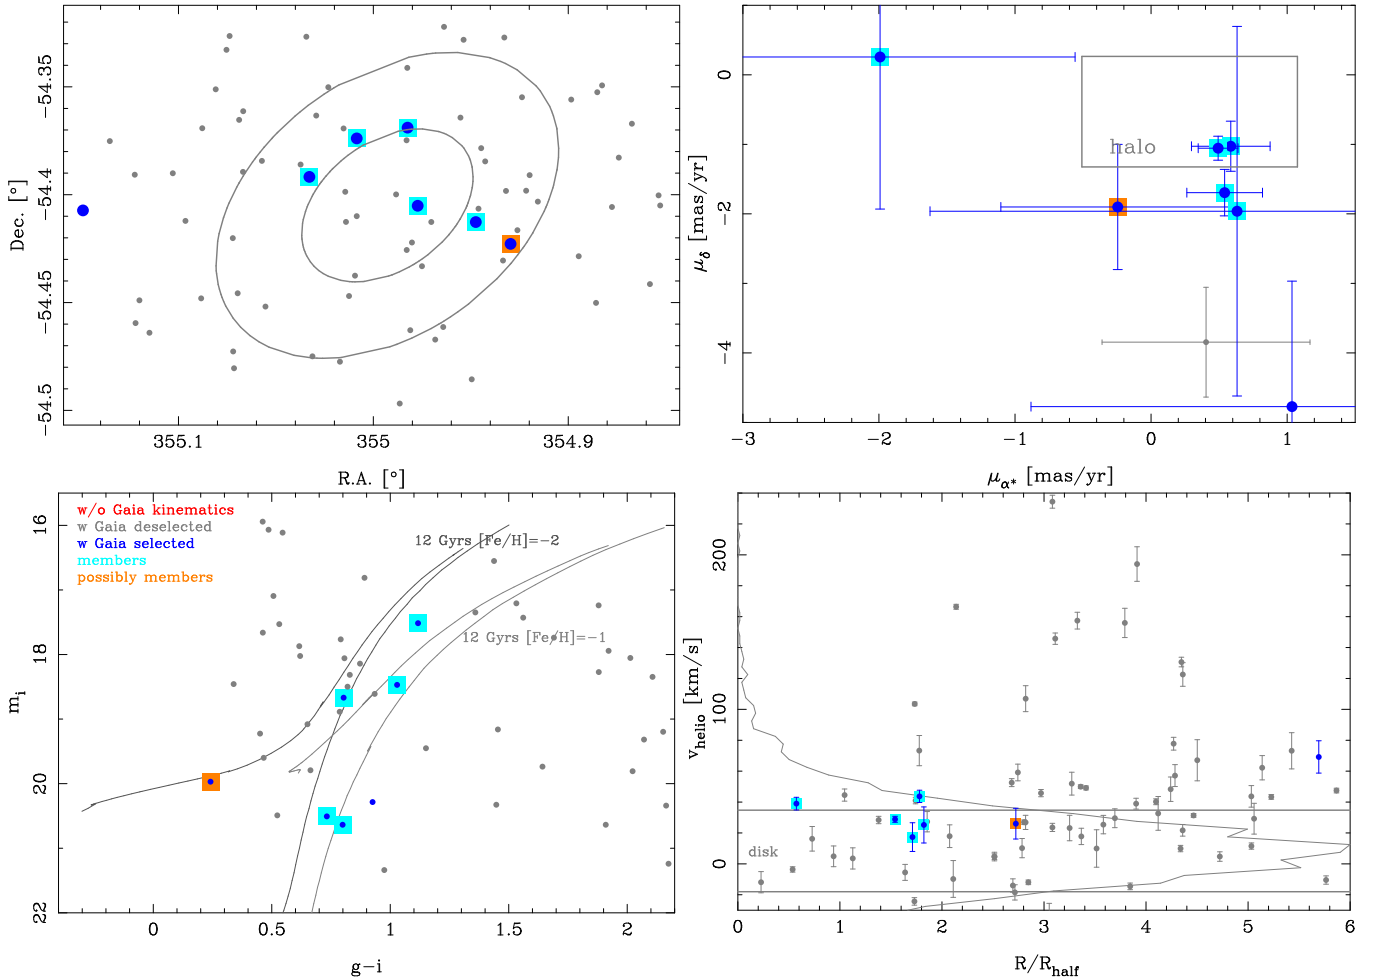 −54.35
−54.4
−54.45
−54.5
Dec. [°]
355.1
355
354.9
R.A. [°]
0
−2
−4
μδ [mas/yr]
halo
−3
−2
−1
0
1
μα* [mas/yr]
16
18
20
22
mi
w/o Gaia kinematics
w Gaia deselected
w Gaia selected
members
possibly members
12 Gyrs [Fe/H]=−2
12 Gyrs [Fe/H]=−1
0
0.5
1
1.5
2
g−i
200
100
0
vhelio [km/s]
disk
0
1
2
3
4
5
6
R/Rhalf